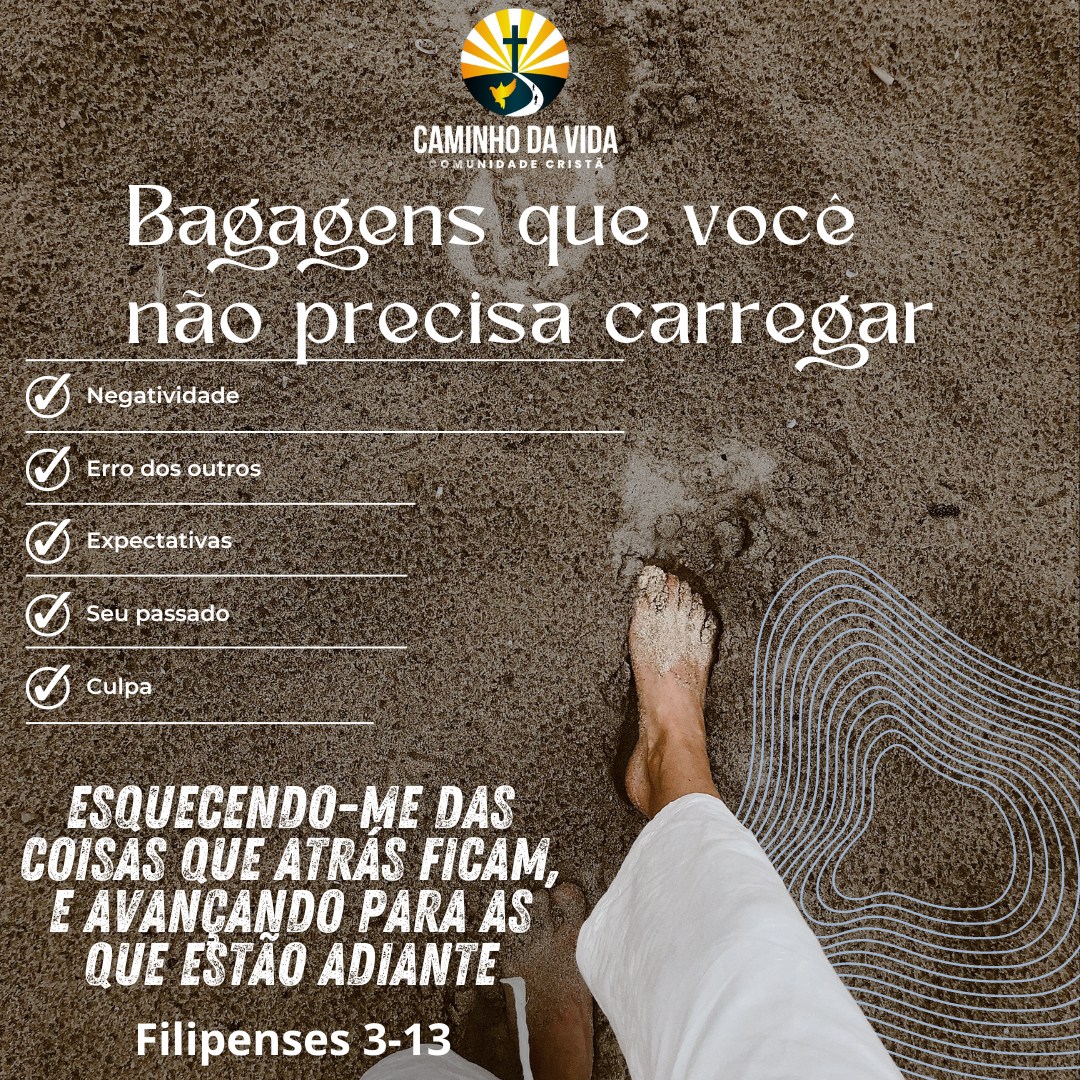 CAMINHO DA VIDA
COMUNIDADE CRISTÃ
Bagagens que você
não precisa carregar
Negatividade
Erro dos outros
Expectativas
Seu passado
Culpa
ESQUECENDO-ME DAS
COISAS QUE ATRÁS FICAM,
E AVANÇANDO PARA AS
QUE ESTÃO ADIANTE
Filipenses 3-13